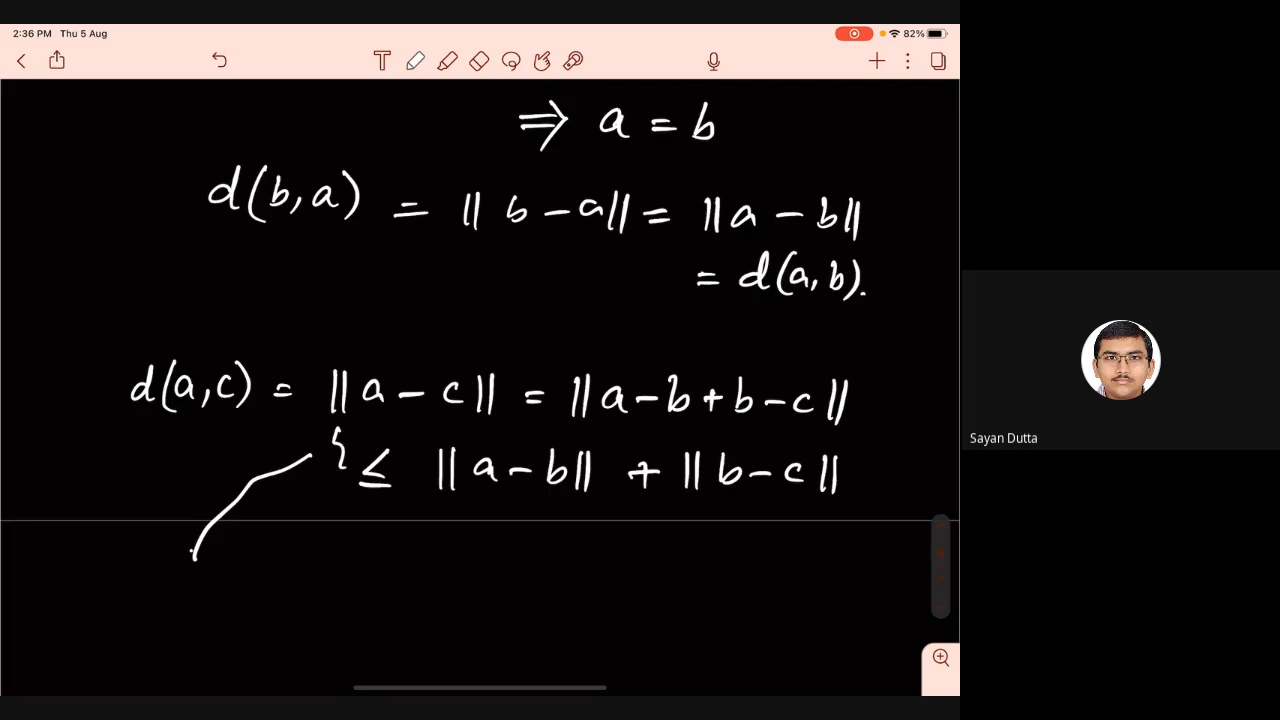 2:36 PM Thu 5 Aug
82%
⇒ a = b
d(b,a) = || b - a || = || a - b ||
= d(a, b).
d(a,c) = || a - c || = || a - b + b - c ||
≤ || a - b || + || b - c ||
Sayan Dutta